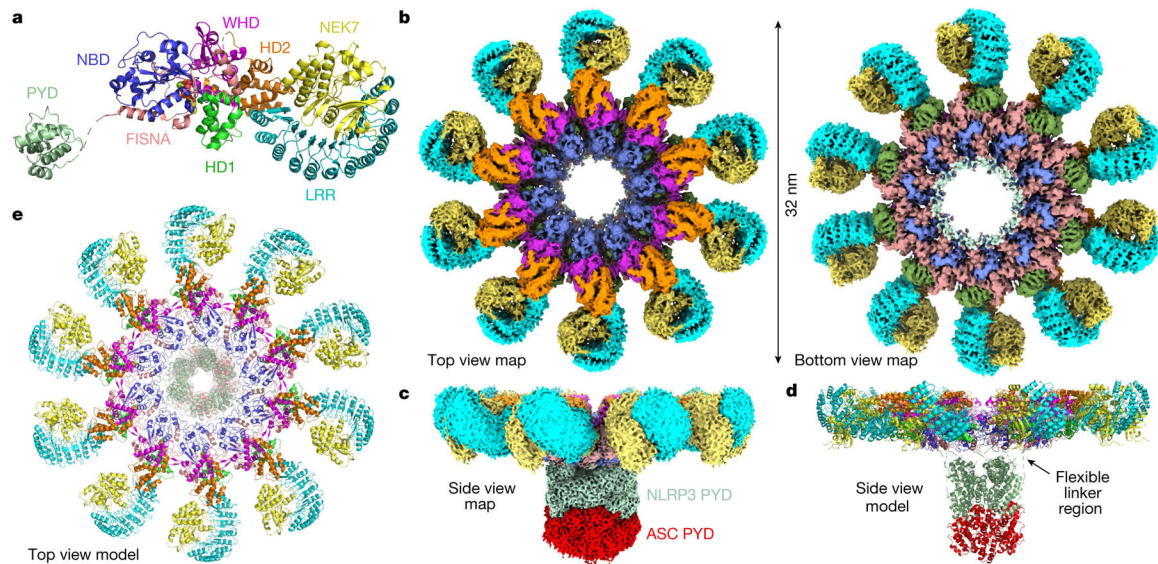 a
PYD
NBD
WHD
HD2
NEK7
FISNA
HD1
LRR
b
Top view map
32 nm
Bottom view map
c
Side view
map
NLRP3 PYD
ASC PYD
d
Side view
model
Flexible
linker
region
e
Top view model